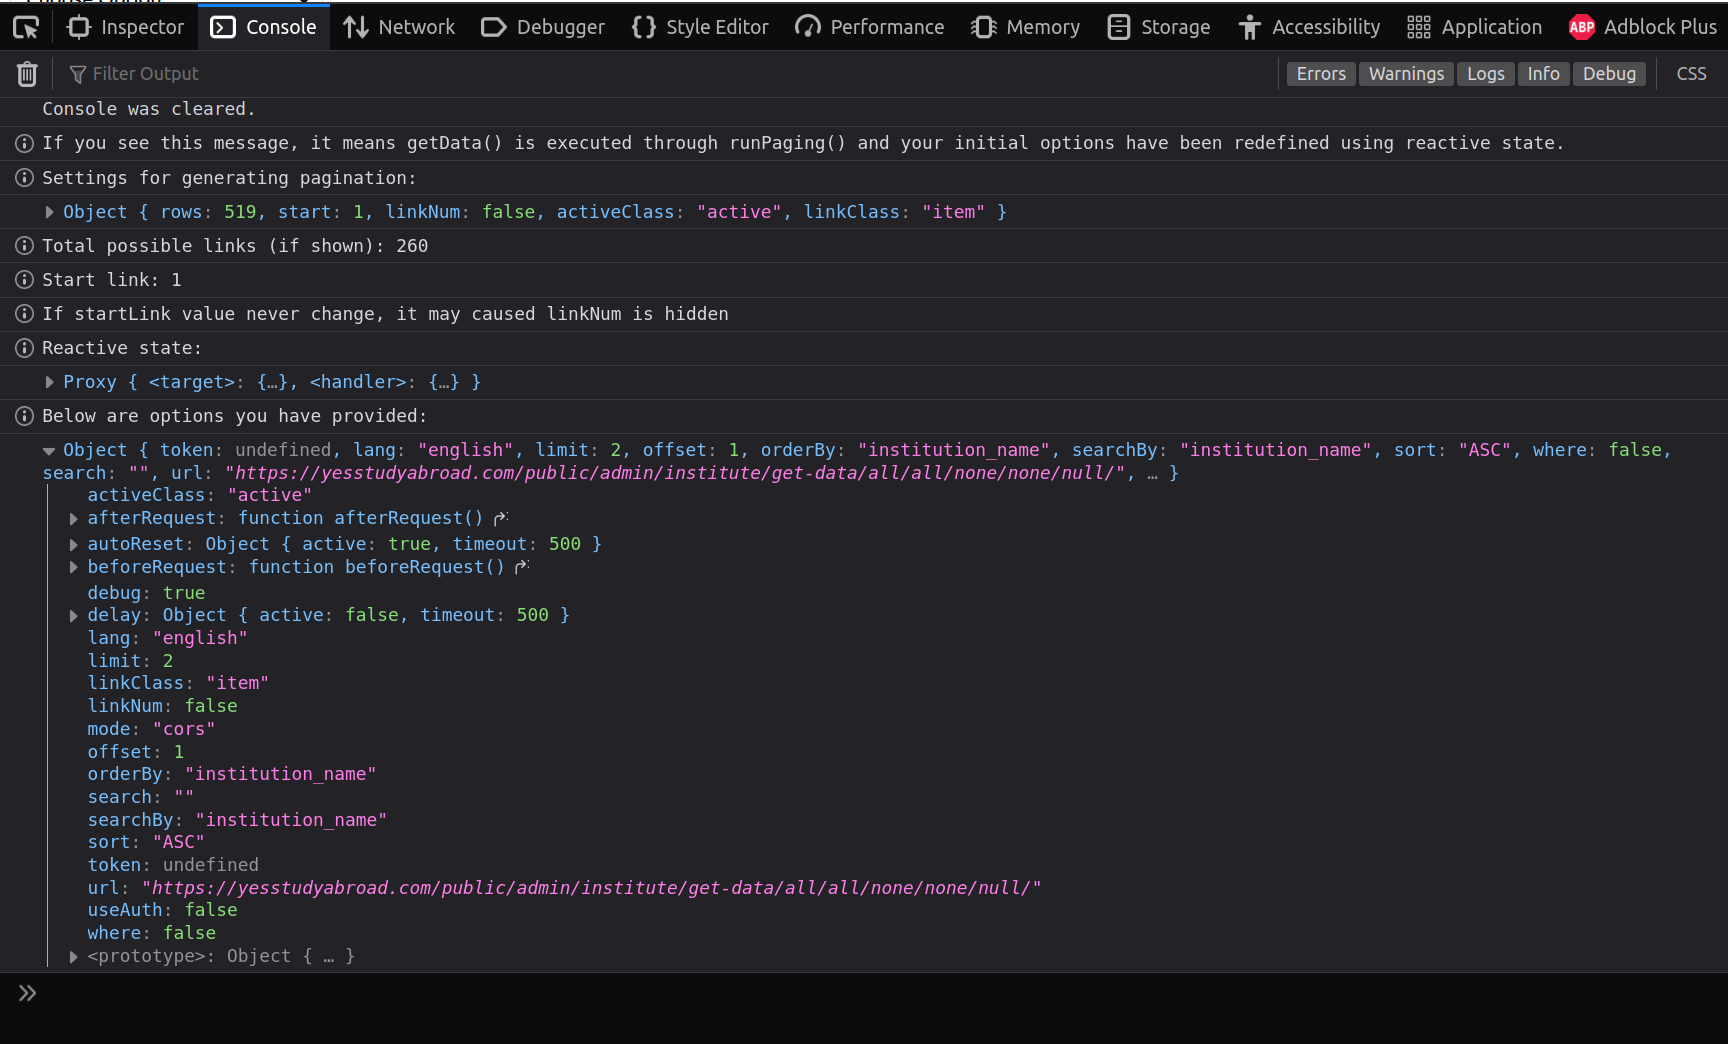 Inspector Console Network Debugger Style Editor Performance Memory Storage Accessibility Application ABP Adblock Plus
Filter Output Errors Warnings Logs Info Debug CSS
Console was cleared.
If you see this message, it means getData() is executed through runPaging() and your initial options have been redefined using reactive state.
Settings for generating pagination:
Object { rows: 519, start: 1, linkNum: false, activeClass: "active", linkClass: "item" }
Total possible links (if shown): 260
Start link: 1
If startLink value never change, it may caused linkNum is hidden
Reactive state:
Proxy { <target>: {…}, <handler>: {…} }
Below are options you have provided:
Object { token: undefined, lang: "english", limit: 2, offset: 1, orderBy: "institution_name", searchBy: "institution_name", sort: "ASC", where: false,
search: "", url: "https://yesstudyabroad.com/public/admin/institute/get-data/all/all/none/none/null/", … }
activeClass: "active"
afterRequest: function afterRequest()
autoReset: Object { active: true, timeout: 500 }
beforeRequest: function beforeRequest()
debug: true
delay: Object { active: false, timeout: 500 }
lang: "english"
limit: 2
linkClass: "item"
linkNum: false
mode: "cors"
offset: 1
orderBy: "institution_name"
search: ""
searchBy: "institution_name"
sort: "ASC"
token: undefined
url: "https://yesstudyabroad.com/public/admin/institute/get-data/all/all/none/none/null/"
useAuth: false
where: false
<prototype>: Object { … }